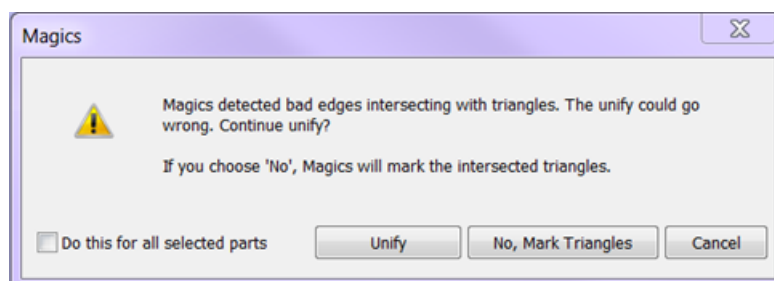 Magics
Magics detected bad edges intersecting with triangles. The unify could go
wrong. Continue unify?
If you choose 'No', Magics will mark the intersected triangles.
Do this for all selected parts
Unify
No, Mark Triangles
Cancel